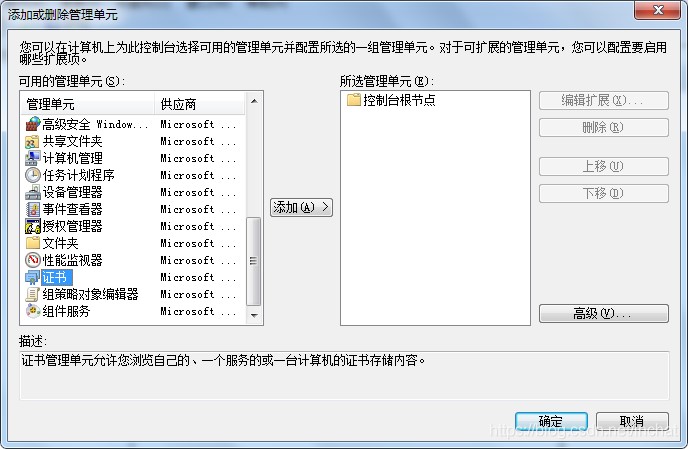 添加或删除管理单元
您可以在计算机上为此控制台选择可用的管理单元并配置所选的一组管理单元。对于可扩展的管理单元，您可以配置要启用
哪些扩展项。
可用的管理单元(S):
所选管理单元(E):
管理单元 供应商
高级安全 Window... Microsoft ...
共享文件夹 Microsoft ...
计算机管理 Microsoft ...
任务计划程序 Microsoft ...
设备管理器 Microsoft ...
事件查看器 Microsoft ...
授权管理器 Microsoft ...
文件夹 Microsoft ...
性能监视器 Microsoft ...
证书 Microsoft ...
组策略对象编辑器 Microsoft ...
组件服务 Microsoft ...
添加(A) >
控制台根节点
编辑扩展(X)...
删除(R)
上移(U)
下移(D)
高级(V)...
描述:
证书管理单元允许您浏览自己的、一个服务的或一台计算机的证书存储内容。
确定
取消